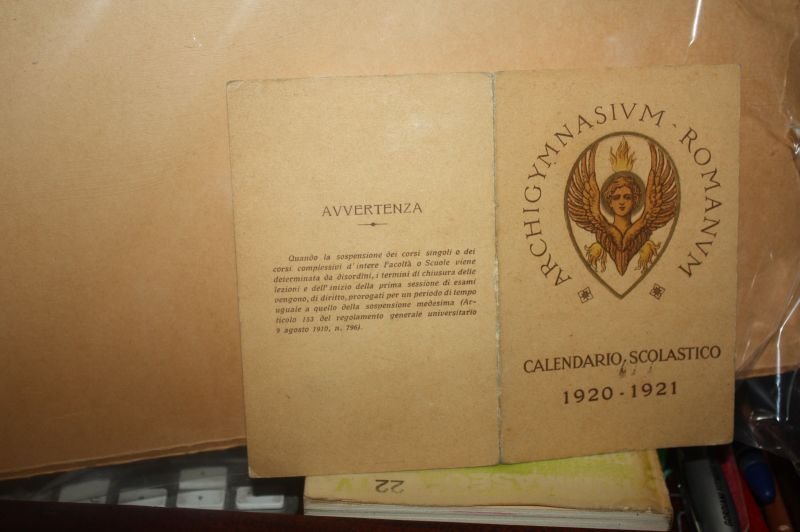 AVVERTENZA
Quando la sospensione dei corsi singoli o dei
corsi complessivi d' intere Facoltà o Scuole viene
determinata da disordini, i termini di chiusura delle
lezioni e dell' inizio della prima sessione di esami
vengono, di diritto, prorogati per un periodo di tempo
uguale a quello della sospensione medesima (Ar-
ticolo 153 del regolamento generale universitario
9 agosto 1910, n. 796).
ARCHIGYMNASIVM - ROMANVM
CALENDARIO SCOLASTICO
1920 - 1921
22